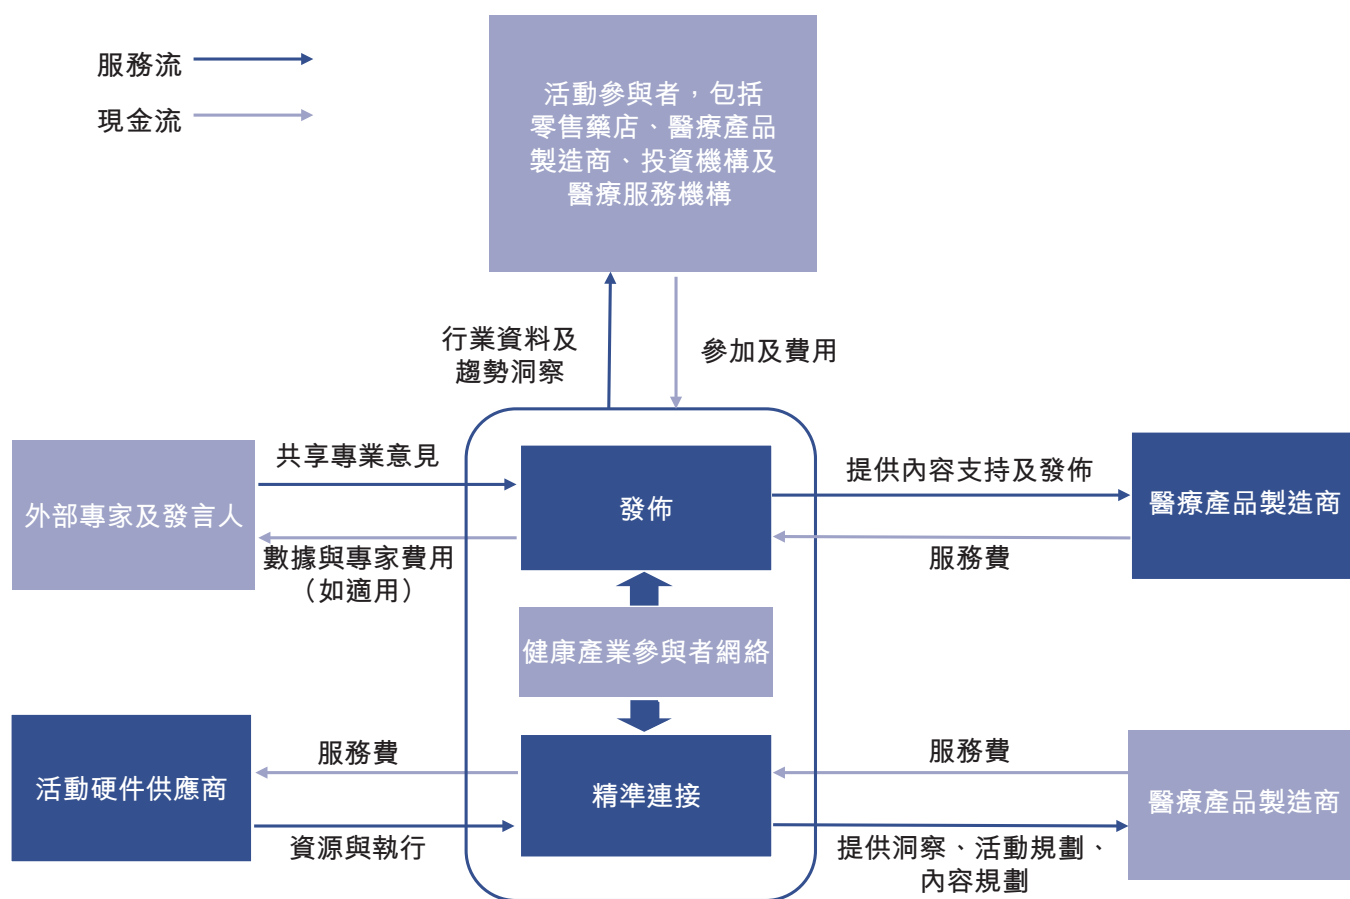 服務流
現金流
活動參與者，包括
零售藥店、醫療產品
製造商、投資機構及
醫療服務機構
行業資料及
趨勢洞察
參加及費用
共享專業意見
外部專家及發言人
數據與專家費用
（如適用）
發佈
提供內容支持及發佈
服務費
醫療產品製造商
健康產業參與者網絡
活動硬件供應商
服務費
資源與執行
精準連接
服務費
提供洞察、活動規劃、
內容規劃
醫療產品製造商